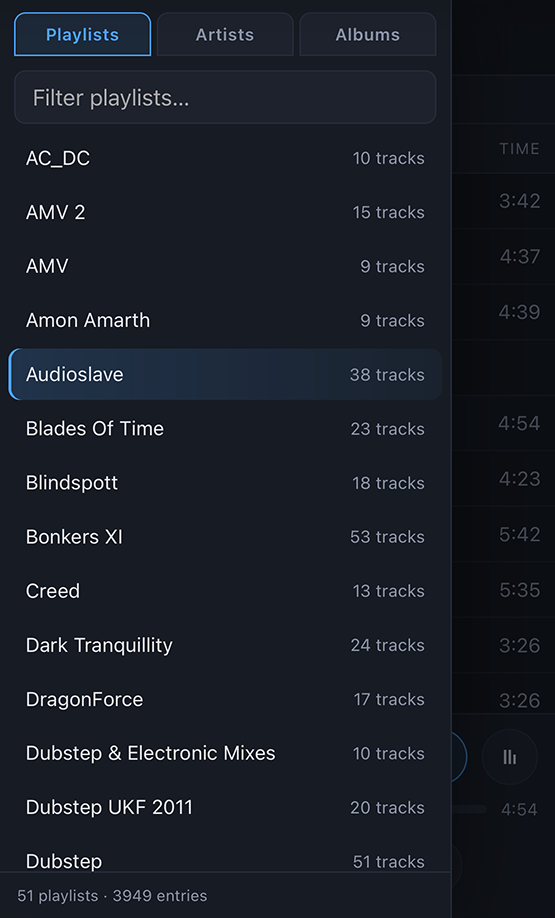 Playlists Artists Albums
Filter playlists...
TIME
AC_DC 10 tracks
3:42
AMV 2 15 tracks
4:37
AMV 9 tracks
4:39
Amon Amarth 9 tracks
Audioslave 38 tracks
Blades Of Time 23 tracks
4:54
Blindspott 18 tracks
4:23
Bonkers XI 53 tracks
5:42
Creed 13 tracks
5:35
Dark Tranquillity 24 tracks
3:26
DragonForce 17 tracks
3:26
Dubstep & Electronic Mixes 10 tracks
Dubstep UKF 2011 20 tracks
4:54
Dubstep 51 tracks
51 playlists · 3949 entries